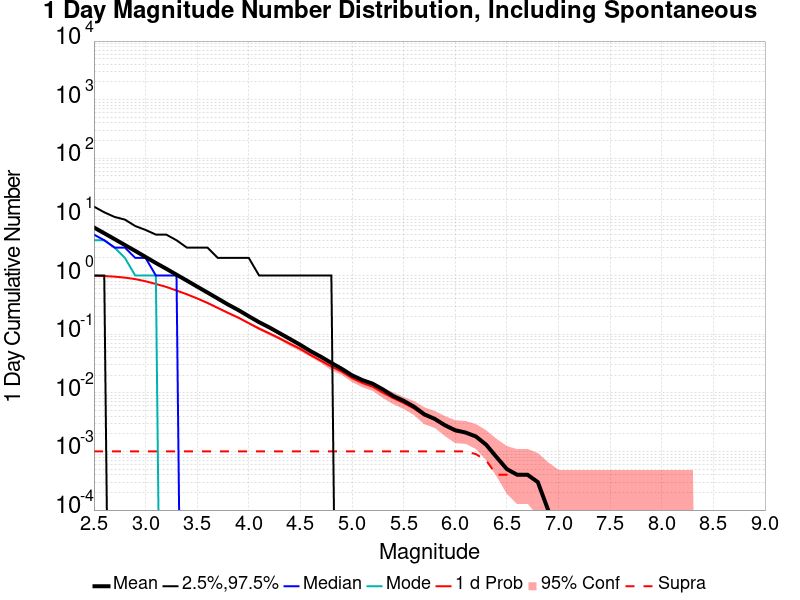 1 Day Magnitude Number Distribution, Including Spontaneous
10^4
10^3
10^2
10^1
10^0
10^-1
10^-2
10^-3
10^-4
1 Day Cumulative Number
2.5 3.0 3.5 4.0 4.5 5.0 5.5 6.0 6.5 7.0 7.5 8.0 8.5 9.0
Magnitude
Mean 2.5%,97.5% Median Mode 1 d Prob 95% Conf Supra